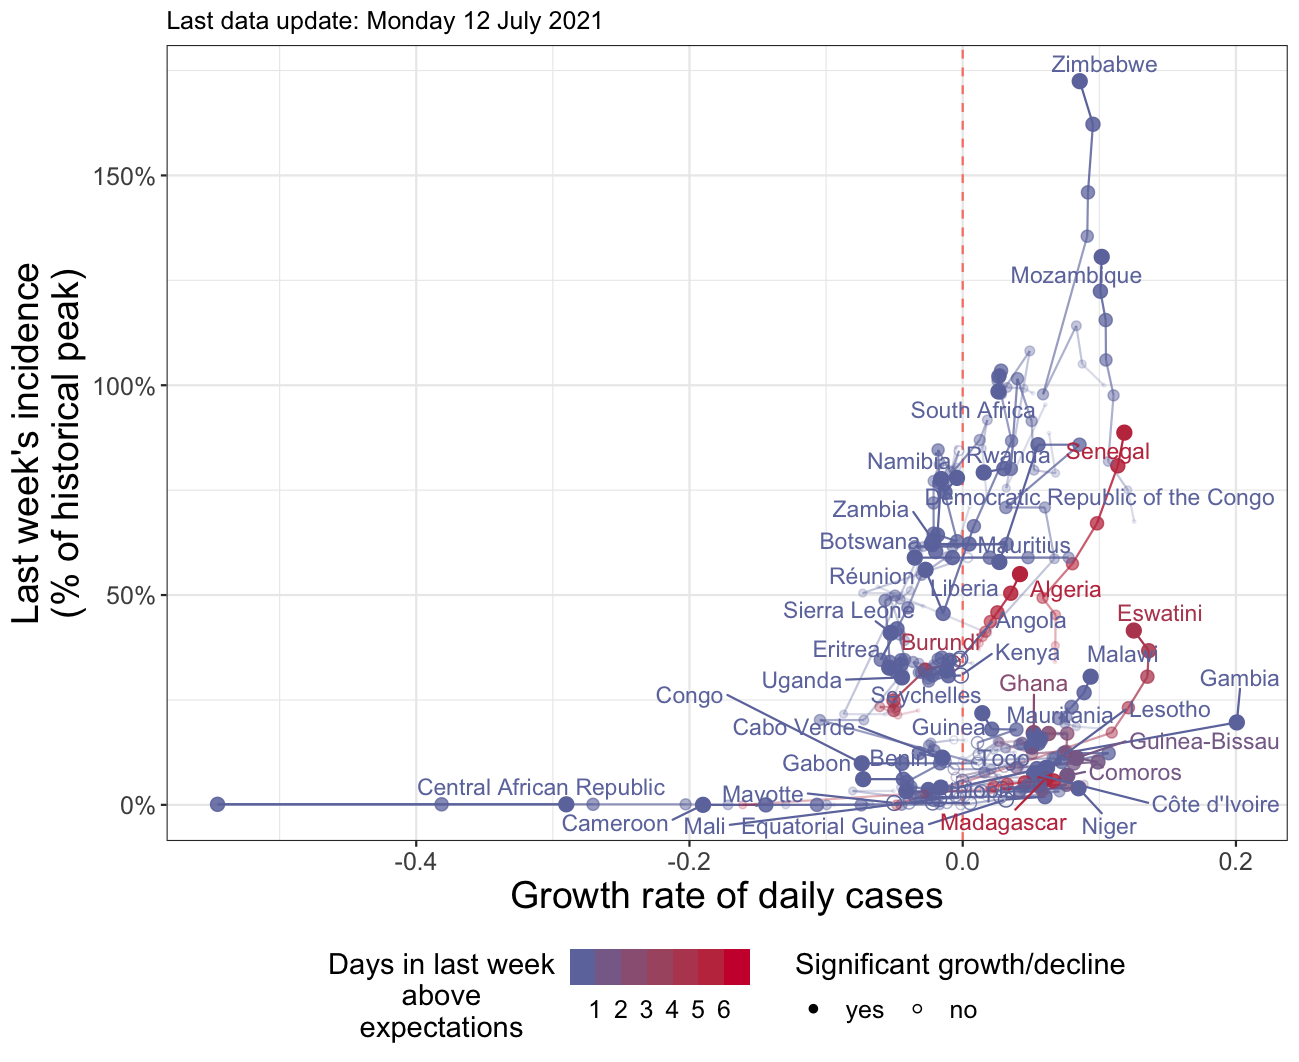 Last data update: Monday 12 July 2021
Last week's incidence
(% of historical peak)
150%
100%
50%
0%
Zimbabwe
Mozambique
South Africa
Namibia
Rwanda
Senegal
Zambia
Democratic Republic of the Congo
Botswana
Mauritius
Réunion
Liberia
Algeria
Sierra Leone
Angola
Eswatini
Eritrea
Burundi
Kenya
Malawi
Uganda
Seychelles
Ghana
Gambia
Congo
Mauritania
Lesotho
Cabo Verde
Guinea
Guinea-Bissau
Gabon
Benin
Togo
Comoros
Central African Republic
Mayotte
Côte d'Ivoire
Cameroon
Mali
Equatorial Guinea
Madagascar
Niger
-0.4
-0.2
0.0
0.2
Growth rate of daily cases
Days in last week
above
expectations
1 2 3 4 5 6
Significant growth/decline
yes
no